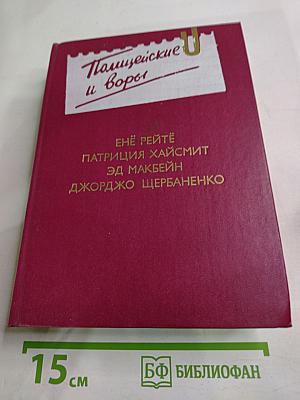 Полицейские
и воры
ЕНЁ РЕЙТЁ
ПАТРИЦИЯ ХАЙСМИТ
ЭД МАКБЕЙН
ДЖОРДЖО ЩЕРБАНЕНКО
15 см
БФ БИБЛИОФАН